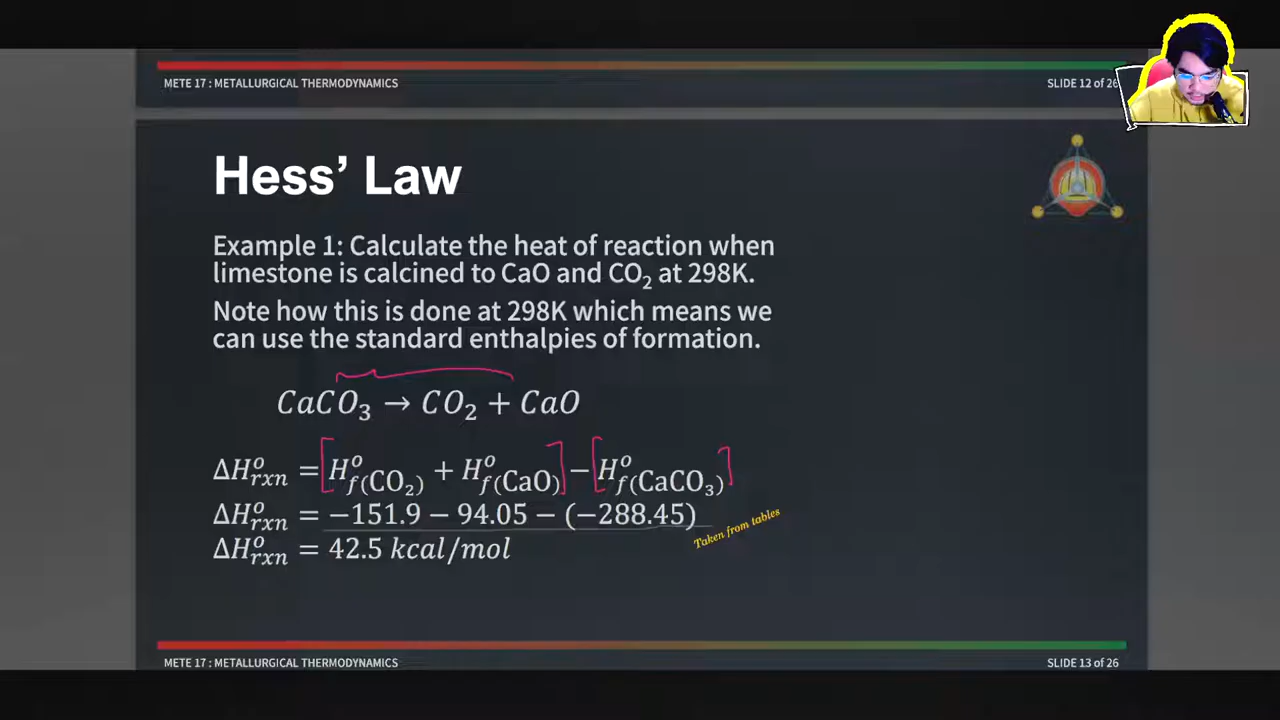 METE 17 : METALLURGICAL THERMODYNAMICS
SLIDE 12 of 26
Hess’ Law
Example 1: Calculate the heat of reaction when
limestone is calcined to CaO and CO₂ at 298K.
Note how this is done at 298K which means we
can use the standard enthalpies of formation.
CaCO₃ → CO₂ + CaO
ΔH°rxn = [H°f(CO₂) + H°f(CaO)] − [H°f(CaCO₃)]
ΔH°rxn = −151.9 − 94.05 − (−288.45)
Taken from tables
ΔH°rxn = 42.5 kcal/mol
METE 17 : METALLURGICAL THERMODYNAMICS
SLIDE 13 of 26